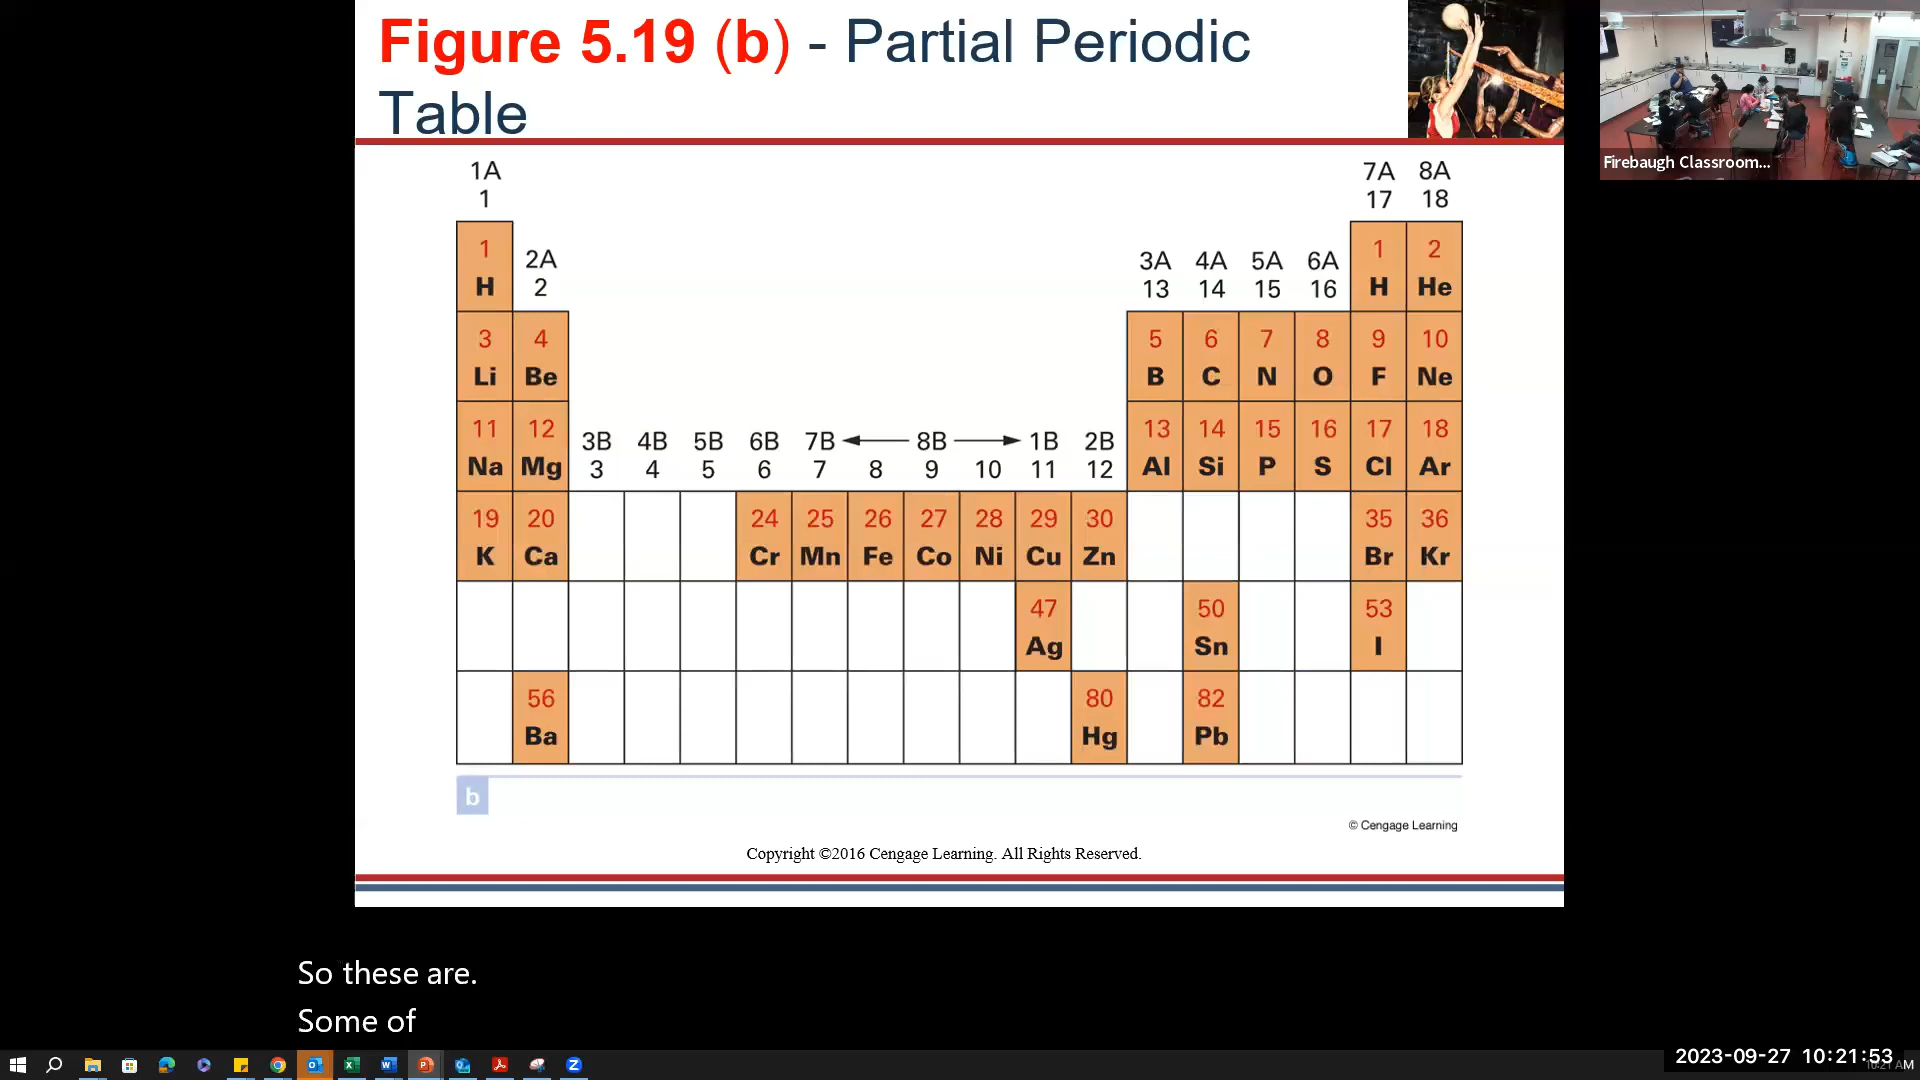 Figure 5.19 (b) - Partial Periodic
Table
Firebaugh Classroom...
1A 7A 8A
1 17 18
1 2A 3A 4A 5A 6A 1 2
H 2 13 14 15 16 H He
3 4 5 6 7 8 9 10
Li Be B C N O F Ne
11 12 3B 4B 5B 6B 7B 8B 1B 2B 13 14 15 16 17 18
Na Mg 3 4 5 6 7 8 9 10 11 12 Al Si P S Cl Ar
19 20 24 25 26 27 28 29 30 35 36
K Ca Cr Mn Fe Co Ni Cu Zn Br Kr
47 50 53
Ag Sn I
56 80 82
Ba Hg Pb
b
© Cengage Learning
Copyright ©2016 Cengage Learning. All Rights Reserved.
So these are.
Some of
2023-09-27 10:21:53